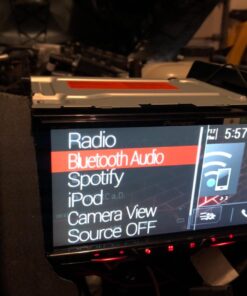 Radio
Bluetooth Audio
Spotify
iPod
Camera View
Source OFF
5:57